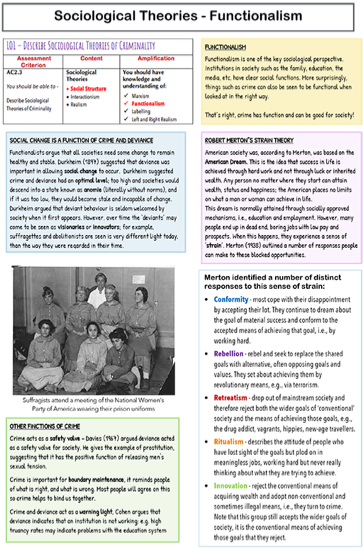 Sociological Theories - Functionalism
LO1 - DESCRIBE SOCIOLOGICAL THEORIES OF CRIMINALITY
Assessment Criterion
Content
Amplification
AC2.3
You should be able to -
Describe Sociological
Theories of Criminality
Sociological
Theories
• Social Structure
• Interactionism
• Realism
You should have
knowledge and
understanding of:
✓ Marxism
✓ Functionalism
✓ Labelling
✓ Left and Right Realism
FUNCTIONALISM
Functionalism is one of the key sociological perspective.
Institutions in society such as the family, education, the
media, etc. have clear social functions. More surprisingly,
things such as crime can also be seen to be functional when
looked at in the right way.
That's right, crime has function and can be good for society!
SOCIAL CHANGE IS A FUNCTION OF CRIME AND DEVIANCE
Functionalists argue that all societies need some change to remain
healthy and stable. Durkheim (1897) suggested that deviance was
important in allowing social change to occur. Durkheim suggested
crime and deviance had an optimal level; too high and societies would
descend into a state known as anomie (literally without norms), and
if it was too low, they would become stale and incapable of change.
Durkheim argued that deviant behaviour is seldom welcomed by
society when it first appears. However, over time the 'deviants' may
come to be seen as visionaries or innovators; for example,
suffragettes and abolitionists are seen in very different light today,
than the way they were regarded in their time.
ROBERT MERTON'S STRAIN THEORY
American society was, according to Merton, was based on the
American Dream. This is the idea that success in life is
achieved through hard work and not through luck or inherited
wealth. Any person no matter where they start can attain
wealth, status and happiness; the American places no limits
on what a man or woman can achieve in life.
This dream is normally attained through socially approved
mechanisms, i.e., education and employment. However, many
people end up in dead end, boring jobs with low pay and
prospects. When this happens, they experience a sense of
'strain'. Merton (1938) outlined a number of responses people
can make to these blocked opportunities.
Suffragists attend a meeting of the National Women's
Party of America wearing their prison uniforms
Merton identified a number of distinct
responses to this sense of strain:
• Conformity - most cope with their disappointment
by accepting their lot. They continue to dream about
the goal of material success and conform to the
accepted means of achieving that goal, i.e., by
working hard.
• Rebellion - rebel and seek to replace the shared
goals with alternative, often opposing goals and
values. They set about achieving them by
revolutionary means, e.g., via terrorism.
• Retreatism - drop out of mainstream society and
therefore reject both the wider goals of 'conventional'
society and the means of achieving those goals, e.g.,
the drug addict, vagrants, hippies, new-age travellers.
• Ritualism - describes the attitude of people who
have lost sight of the goals but plod on in
meaningless jobs, working hard but never really
thinking about what they are trying to achieve.
• Innovation - reject the conventional means of
acquiring wealth and adopt non-conventional and
sometimes illegal means, i.e., they turn to crime.
Note that this group still accepts the wider goals of
society, it is the conventional means of achieving
those goals that they reject.
OTHER FNCTIONS OF CRIME
Crime acts as a safety valve - Davies (1967) argued deviance acted
as a safety valve for society. He gives the example of prostitution,
suggesting that it has the positive function of releasing men's
sexual tension.
Crime is important for boundary maintenance, it reminds people
of what is right, and what is wrong. Most people will agree on this
so crime helps to bind us together.
Crime and deviance act as a warning light, Cohen argues that
deviance indicates that an institution is not working; e.g. high
truancy rates may indicate problems with the education system